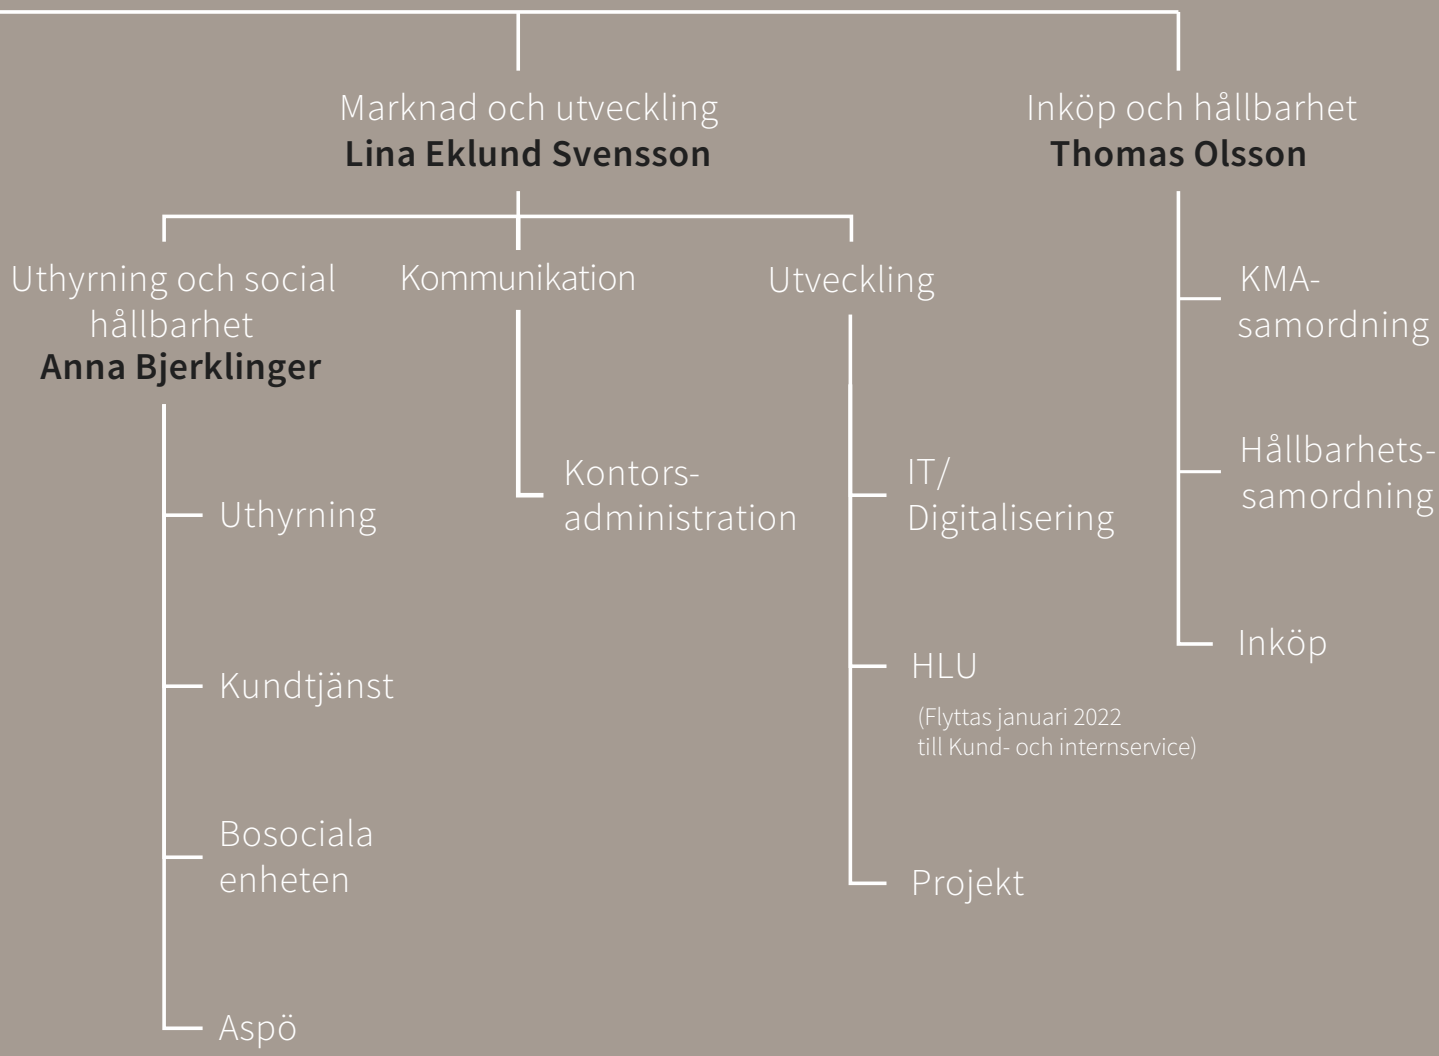 Marknad och utveckling
Lina Eklund Svensson
Inköp och hållbarhet
Thomas Olsson
Uthyrning och social
hållbarhet
Anna Bjerklinger
Uthyrning
Kundtjänst
Bosociala
enheten
Aspö
Kommunikation
Kontors-
administration
Utveckling
IT/
Digitalisering
HLU
(Flyttas januari 2022
till Kund- och internservice)
Projekt
KMA-
samordning
Hållbarhets-
samordning
Inköp